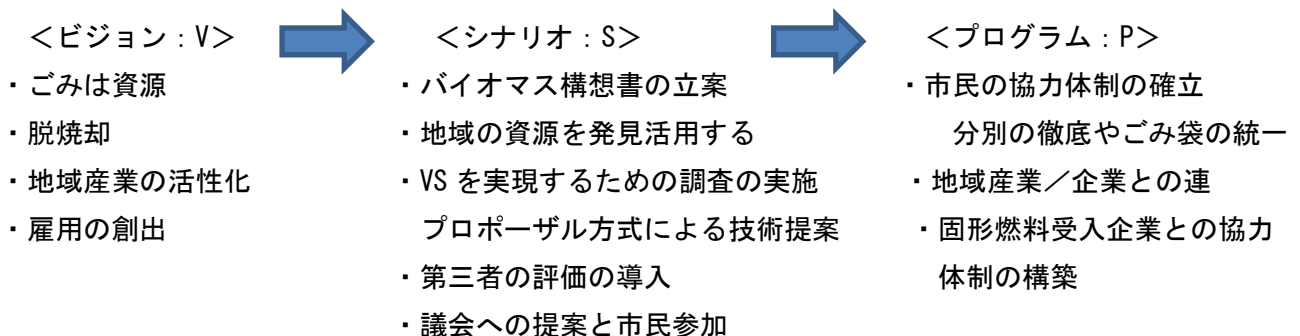 <ビジョン:V>
・ごみは資源
・脱焼却
・地域産業の活性化
・雇用の創出
<シナリオ:S>
・バイオマス構想書の立案
・地域の資源を発見活用する
・VSを実現するための調査の実施
プロポーザル方式による技術提案
・第三者の評価の導入
・議会への提案と市民参加
<プログラム:P>
・市民の協力体制の確立
分別の徹底やごみ袋の統一
・地域産業/企業との連
・固形燃料受入企業との協力
体制の構築